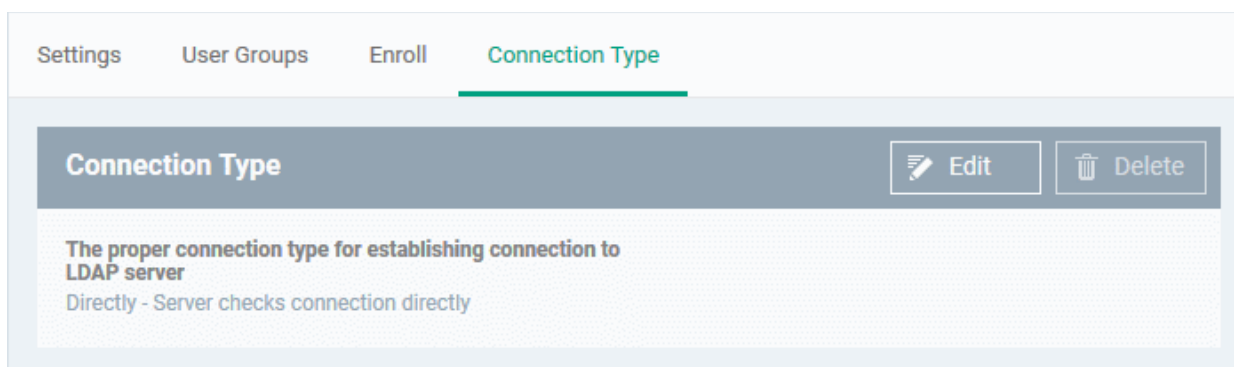 Settings User Groups Enroll Connection Type
Connection Type Edit Delete
The proper connection type for establishing connection to
LDAP server
Directly - Server checks connection directly